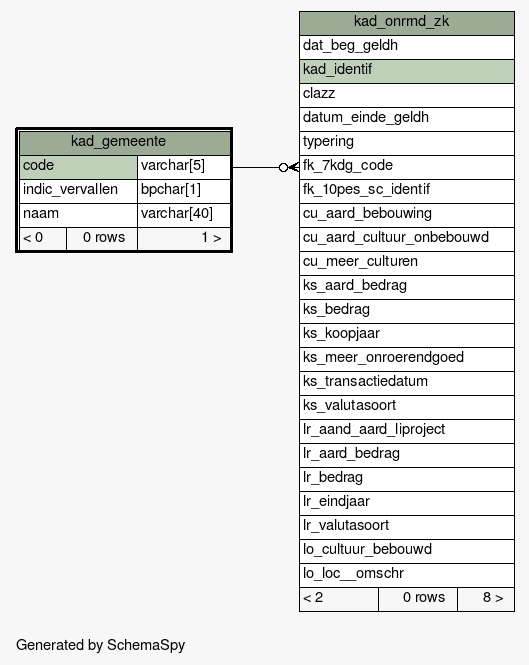 kad_gemeente
code varchar[5]
indic_vervallen bpchar[1]
naam varchar[40]
< 0 0 rows 1 >
kad_onrrnd_zk
dat_beg_geldh
kad_identif
clazz
datum_einde_geldh
typering
fk_7kdg_code
fk_10pes_sc_identif
cu_aard_bebouwing
cu_aard_cultuur_onbebouwd
cu_meer_culturen
ks_aard_bedrag
ks_bedrag
ks_koopjaar
ks_meer_onroerendgoed
ks_transactiedatum
ks_valutasoort
lr_aand_aard_liproject
lr_aard_bedrag
lr_bedrag
lr_eindjaar
lr_valutasoort
lo_cultuur_bebouwd
lo_loc__omschr
< 2 0 rows 8 >
Generated by SchemaSpy